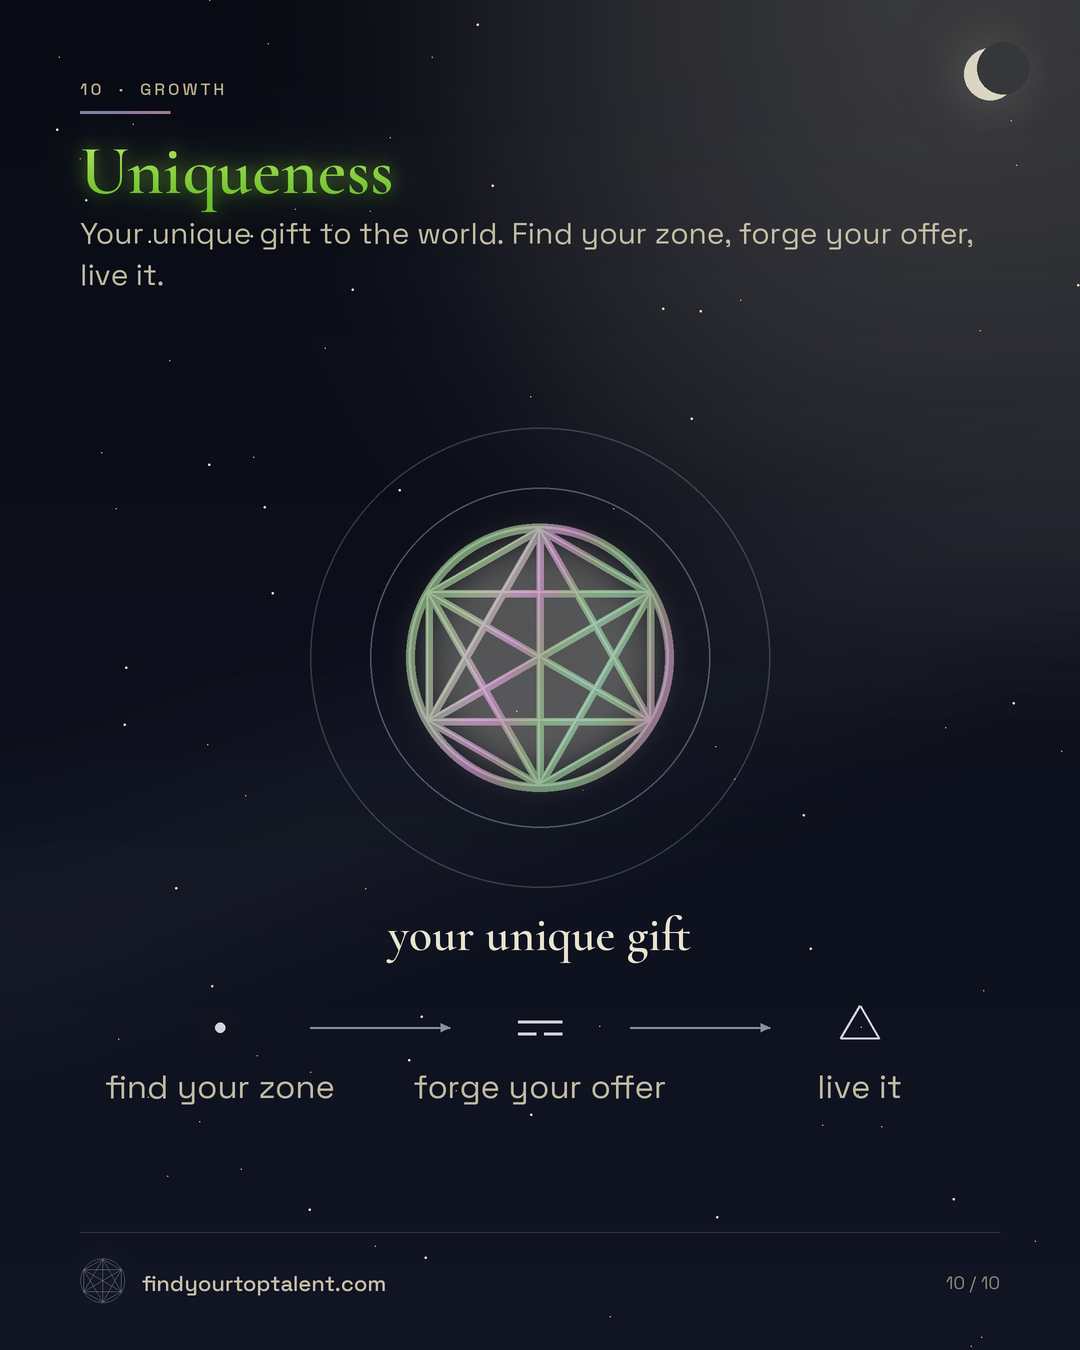 10 · GROWTH
Uniqueness
Your unique gift to the world. Find your zone, forge your offer,
live it.
your unique gift
find your zone
forge your offer
live it
findyourtoptalent.com
10 / 10